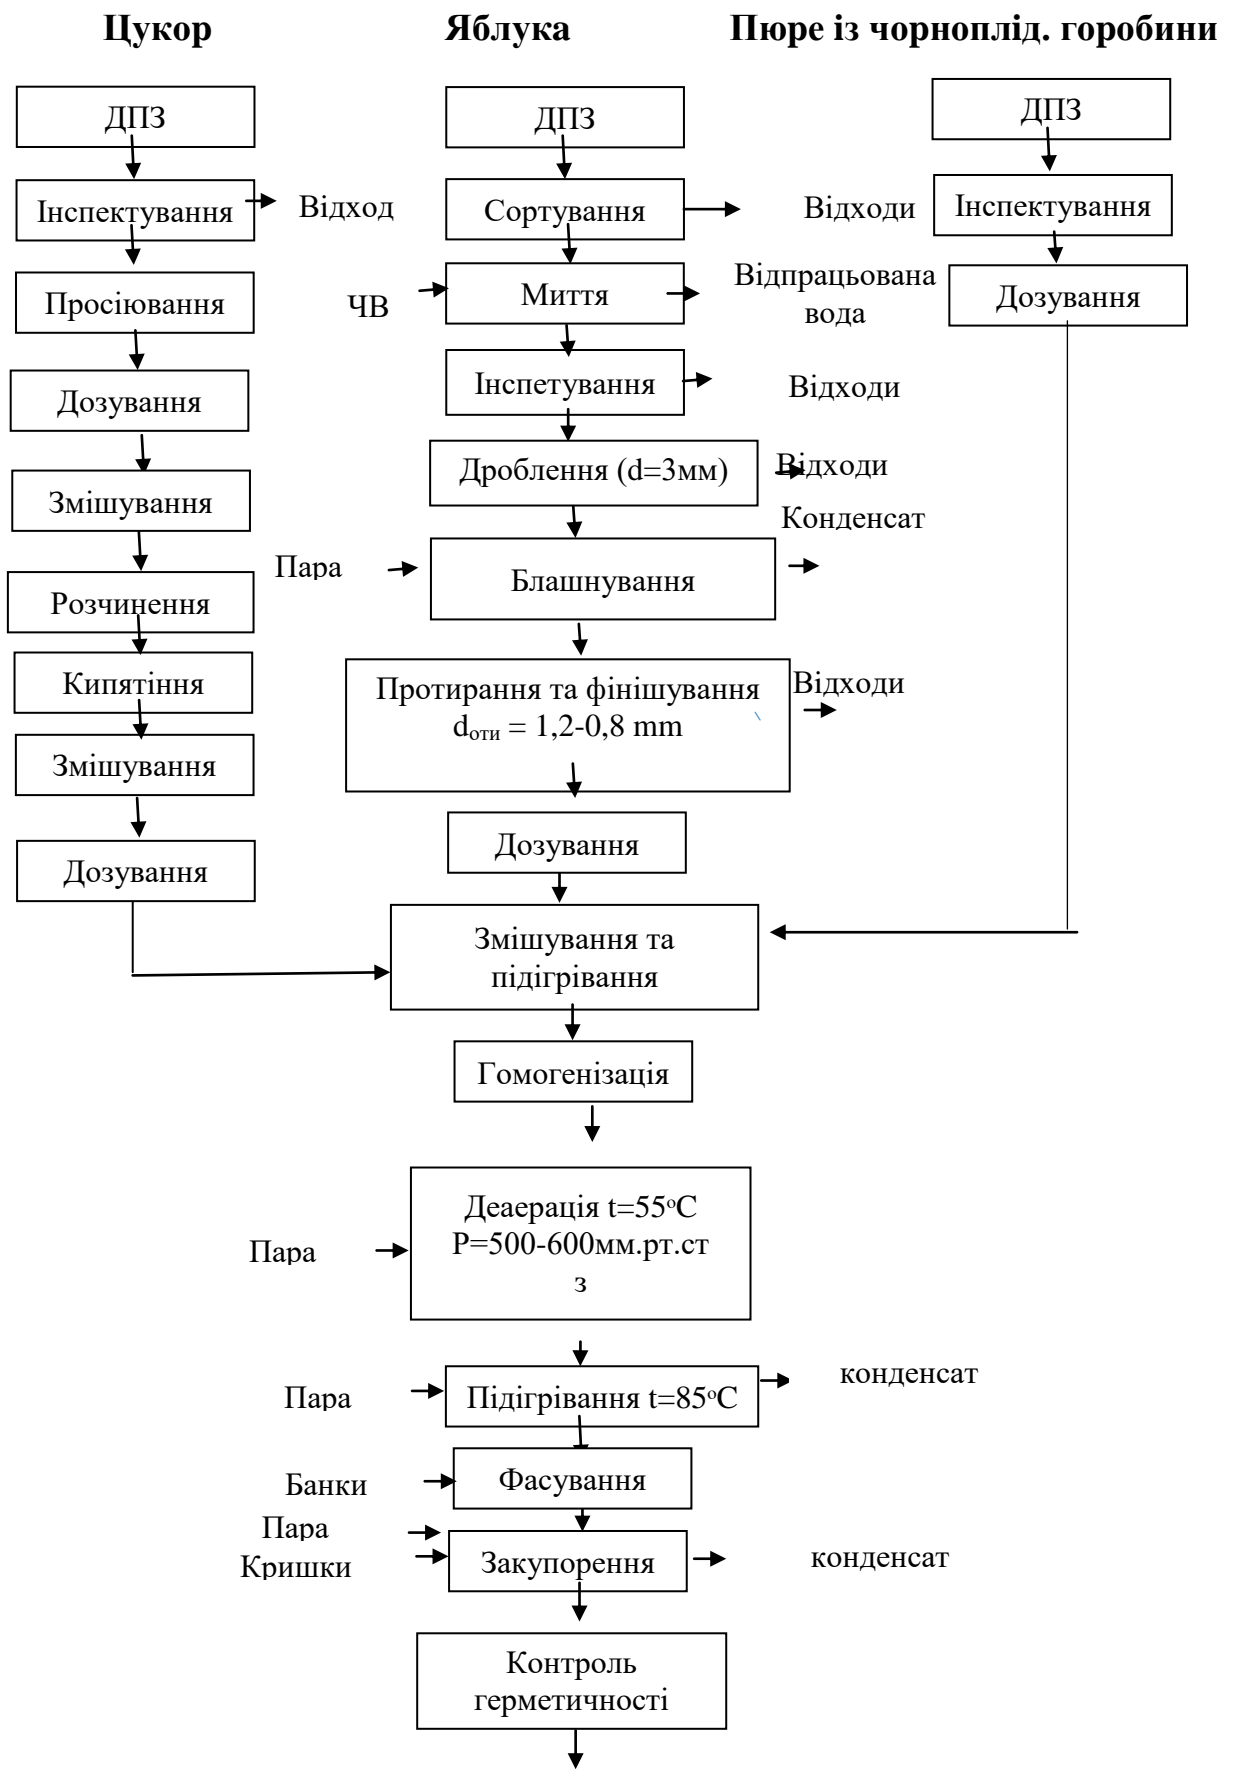 Цукор
Яблука
Пюре із чорноплід. горобини
ДПЗ
ДПЗ
ДПЗ
Інспектування
Відход
Сортування
Відходи
Інспектування
Просіювання
ЧВ
Миття
Відпрацьована
вода
Дозування
Дозування
Інспетування
Відходи
Змішування
Дроблення (d=3мм)
Відходи
Розчинення
Пара
Блашнування
Конденсат
Кипятіння
Протирання та фінішування
dоти = 1,2-0,8 mm
Відходи
Змішування
Дозування
Дозування
Змішування та
підігрівання
Гомогенізація
Пара
Деаерація t=55°С
Р=500-600мм.рт.ст
з
Пара
Підігрівання t=85°С
конденсат
Банки
Фасування
Пара
Кришки
Закупорення
конденсат
Контроль
герметичності